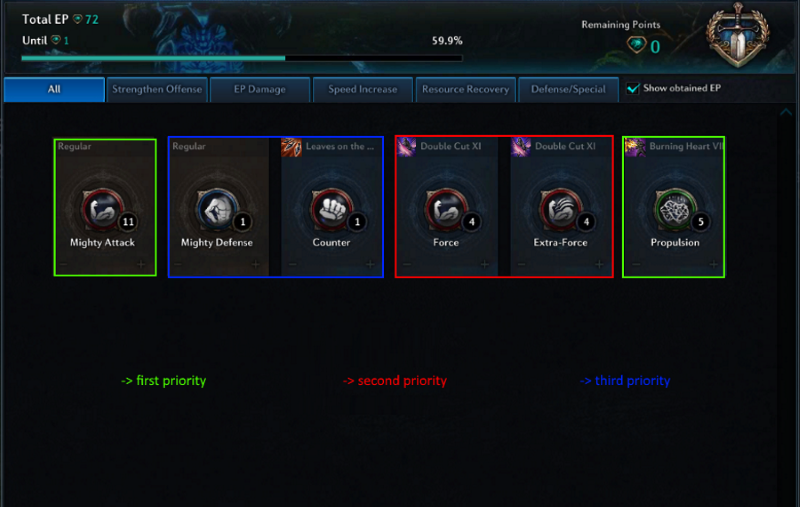 Total EP 72
Until 1
59.9%
Remaining Points
0
All
Strengthen Offense
EP Damage
Speed Increase
Resource Recovery
Defense/Special
Show obtained EP
Regular
Regular
Leaves on the ...
Double Cut XI
Double Cut XI
Burning Heart VII
11
1
1
4
4
5
Mighty Attack
Mighty Defense
Counter
Force
Extra-Force
Propulsion
-> first priority
-> second priority
-> third priority